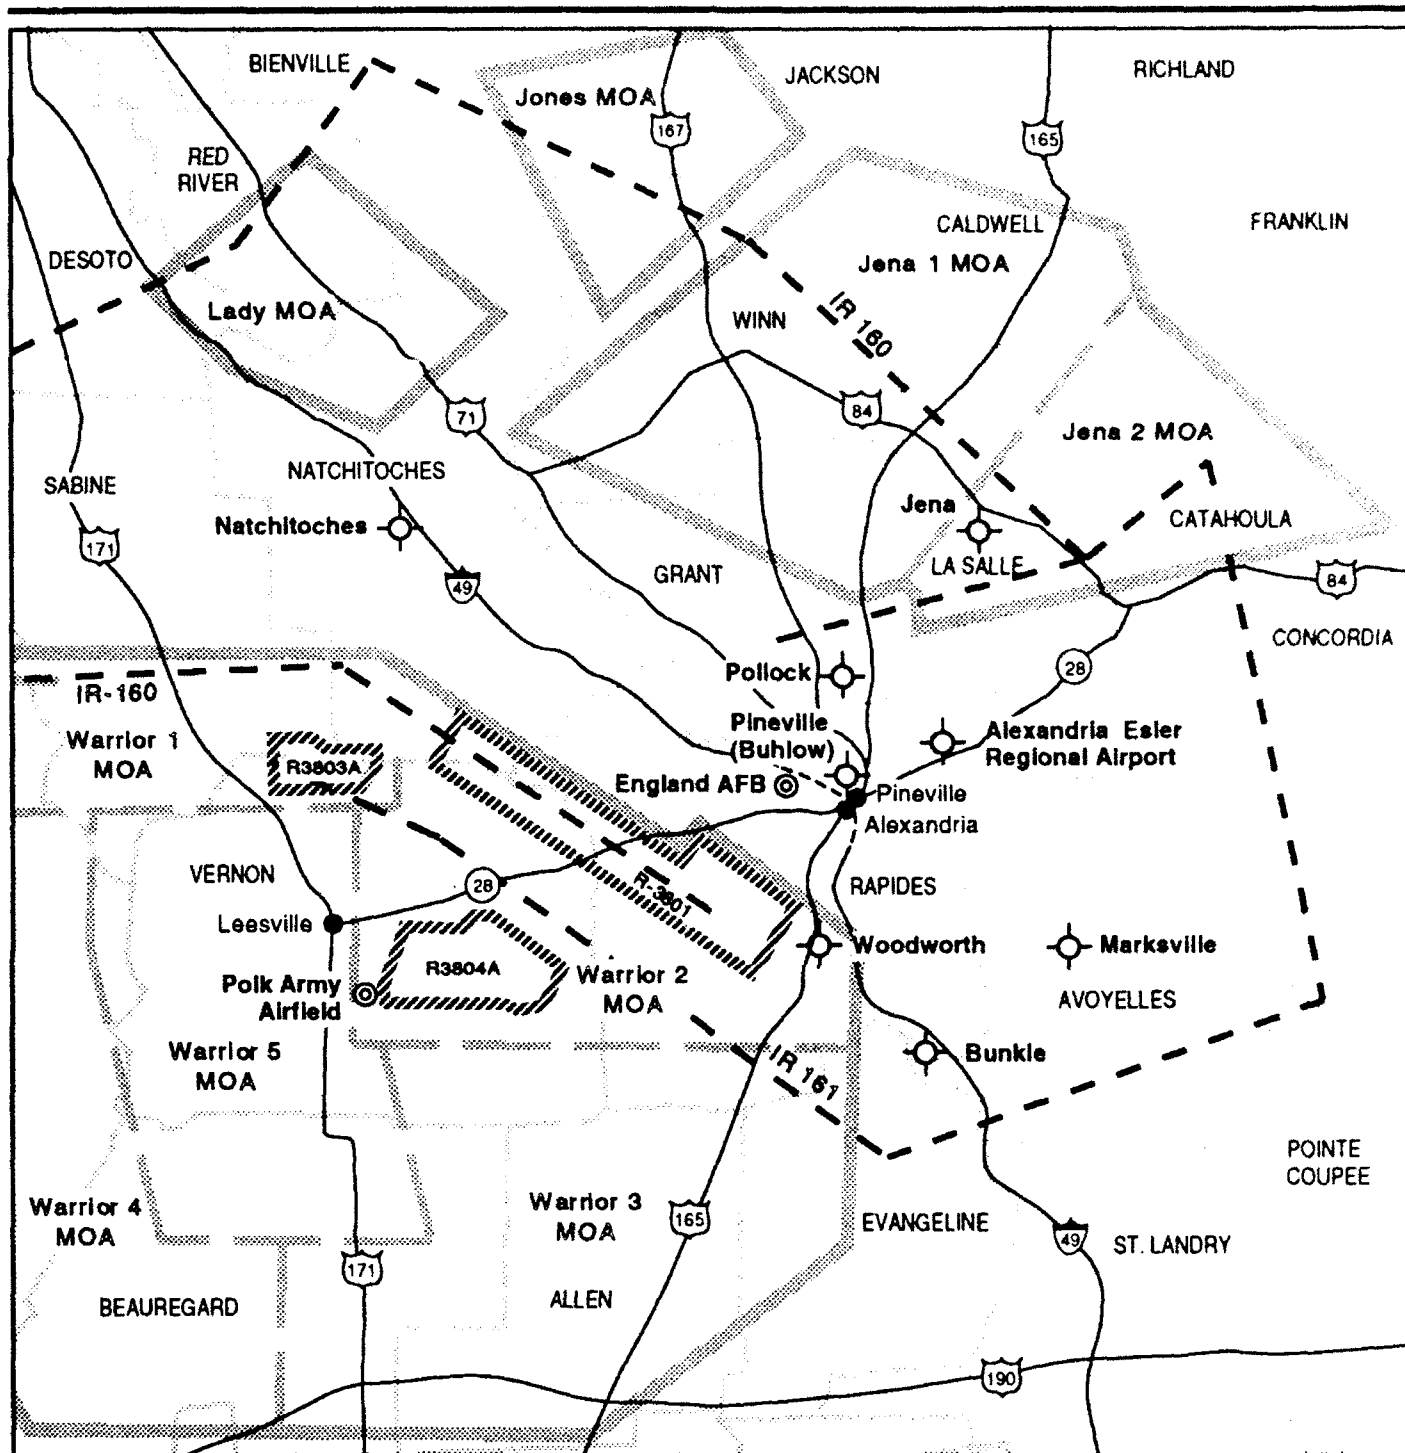 BIENVILLE
JACKSON
RICHLAND
Jones MOA
167
165
RED
RIVER
CALDWELL
FRANKLIN
DESOTO
Jena 1 MOA
Lady MOA
WINN
IR 160
71
84
Jena 2 MOA
NATCHITOCHES
SABINE
Natchitoches
Jena
CATAHOULA
171
LA SALLE
GRANT
49
84
CONCORDIA
28
Pollock
IR-160
Pineville
(Buhlow)
Alexandria Esler
Regional Airport
Warrior 1
MOA
R3803A
England AFB
Pineville
Alexandria
VERNON
28
R-3801
RAPIDES
Leesville
Woodworth
Marksville
R3804A
Warrior 2
MOA
Polk Army
Airfield
AVOYELLES
Warrior 5
MOA
IR 161
Bunkie
POINTE
COUPEE
Warrior 4
MOA
Warrior 3
MOA
165
EVANGELINE
49
ST. LANDRY
171
BEAUREGARD
ALLEN
190